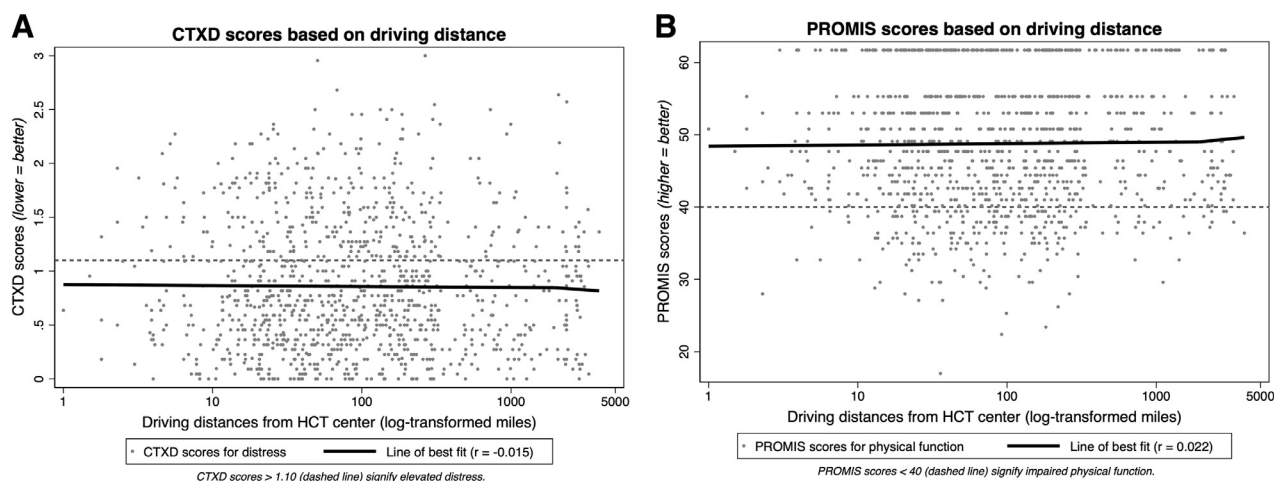 A
CTXD scores based on driving distance
CTXD scores (lower = better)
3
2.5
2
1.5
1
.5
0
1
10
100
1000
5000
Driving distances from HCT center (log-transformed miles)
CTXD scores for distress
Line of best fit (r = -0.015)
CTXD scores > 1.10 (dashed line) signify elevated distress.
B
PROMIS scores based on driving distance
PROMIS scores (higher = better)
60
50
40
30
20
1
10
100
1000
5000
Driving distances from HCT center (log-transformed miles)
PROMIS scores for physical function
Line of best fit (r = 0.022)
PROMIS scores < 40 (dashed line) signify impaired physical function.